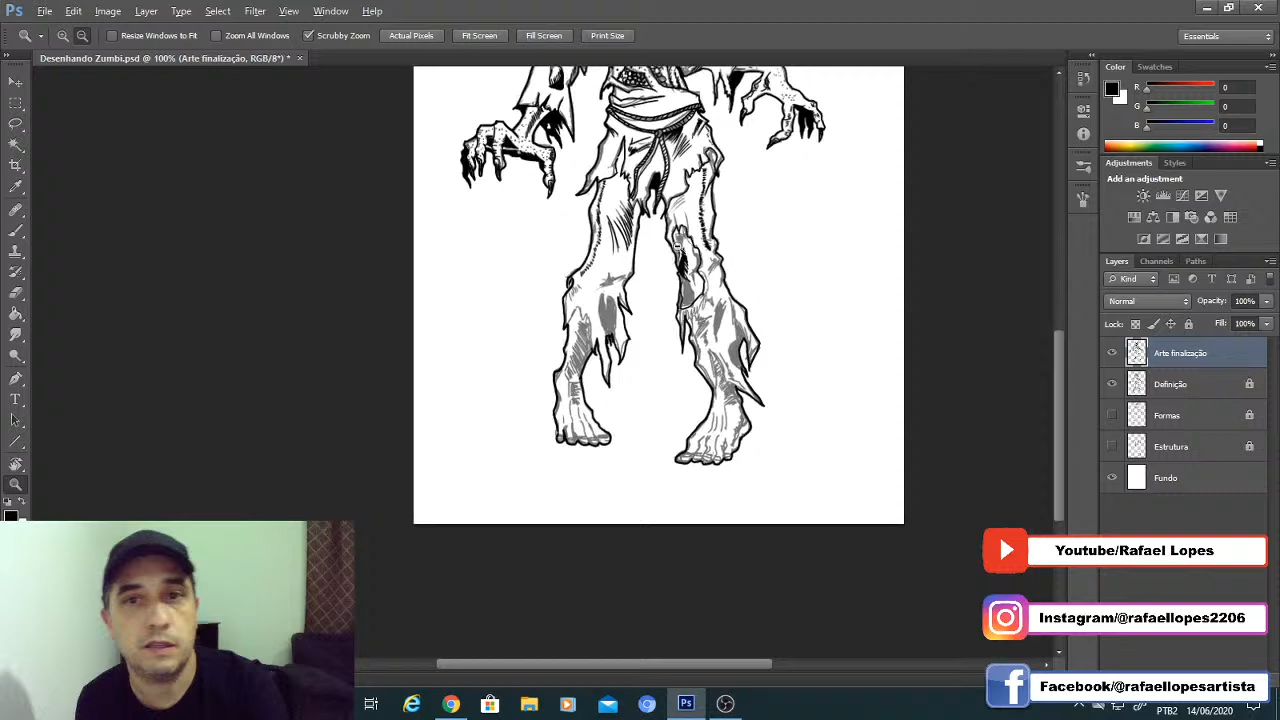 Ps File Edit Image Layer Type Select Filter View Window Help
Resize Windows to Fit Zoom All Windows Scrubby Zoom Actual Pixels Fit Screen Fill Screen Print Size Essentials
Desenhando Zumbi.psd @ 100% (Arte finalização, RGB/8*) * ×
Color Swatches
R 0
G 0
B 0
Adjustments Styles
Add an adjustment
Layers Channels Paths
Kind
Normal Opacity: 100%
Lock: Fill: 100%
Arte finalização
Definição
Formas
Estrutura
Fundo
Youtube/Rafael Lopes
Instagram/@rafaellopes2206
Facebook/@rafaellopesartista
Ps
PTB2 14/06/2020